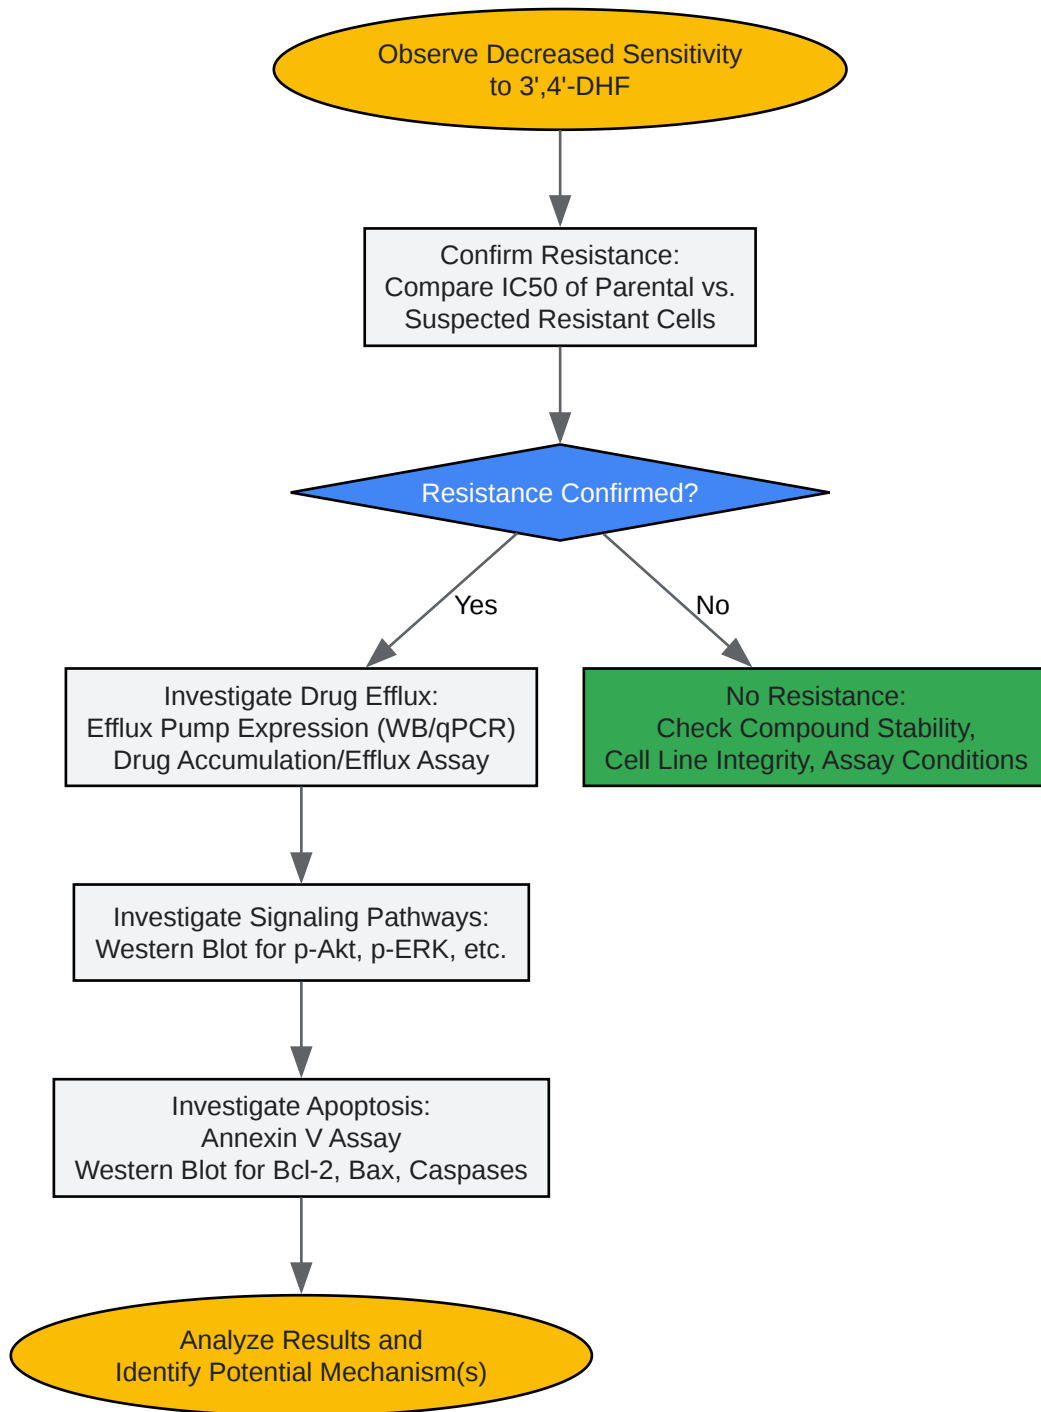 Observe Decreased Sensitivity
to 3',4'-DHF
Confirm Resistance:
Compare IC50 of Parental vs.
Suspected Resistant Cells
Resistance Confirmed?
Yes
No
Investigate Drug Efflux:
Efflux Pump Expression (WB/qPCR)
Drug Accumulation/Efflux Assay
No Resistance:
Check Compound Stability,
Cell Line Integrity, Assay Conditions
Investigate Signaling Pathways:
Western Blot for p-Akt, p-ERK, etc.
Investigate Apoptosis:
Annexin V Assay
Western Blot for Bcl-2, Bax, Caspases
Analyze Results and
Identify Potential Mechanism(s)